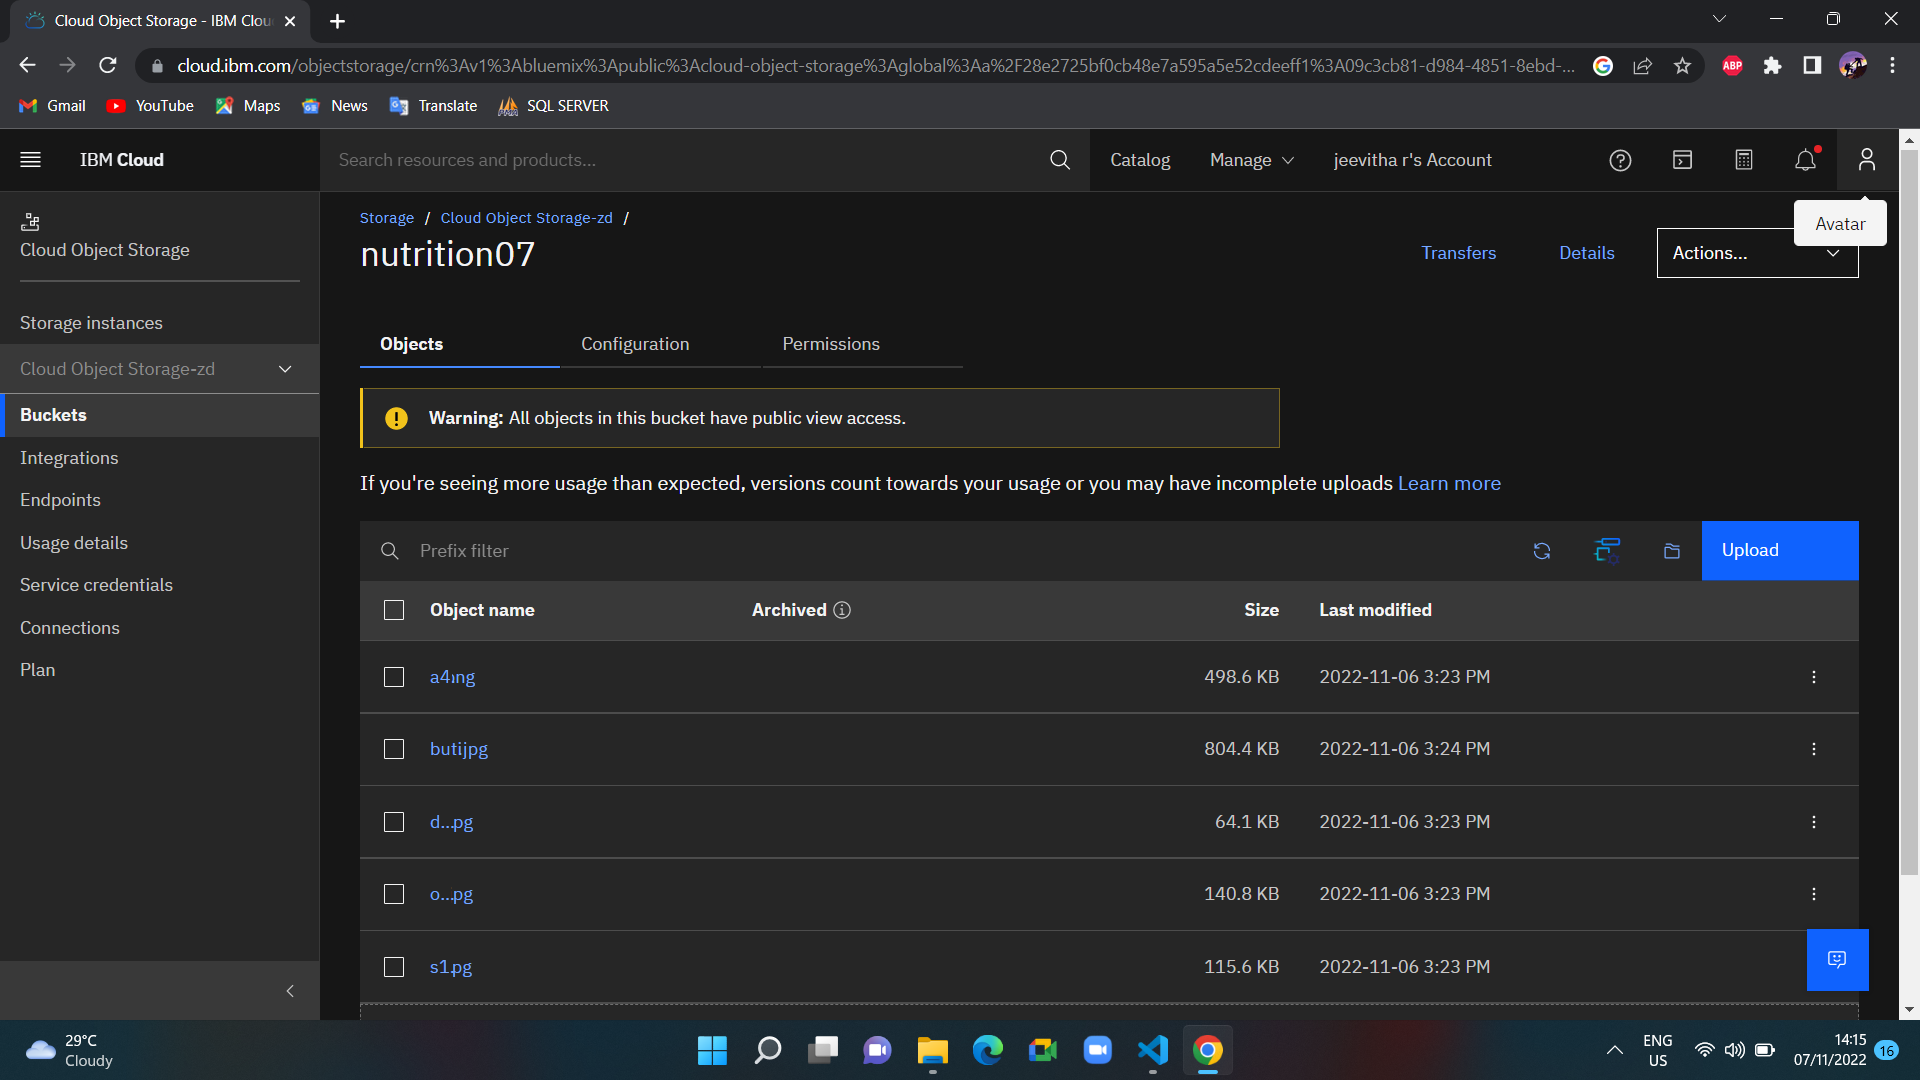 Cloud Object Storage - IBM Clou
cloud.ibm.com/objectstorage/crn%3Av1%3Abluemix%3Apublic%3Acloud-object-storage%3Aglobal%3Aa%2F28e2725bf0cb48e7a595a5e52cdeeff1%3A09c3cb81-d984-4851-8ebd-...
ABP
Gmail YouTube Maps News Translate SQL SERVER
IBM Cloud
Search resources and products...
Catalog Manage jeevitha r's Account
Avatar
Cloud Object Storage
Storage instances
Cloud Object Storage-zd
Buckets
Integrations
Endpoints
Usage details
Service credentials
Connections
Plan
Storage / Cloud Object Storage-zd /
nutrition07
Transfers Details Actions...
Objects Configuration Permissions
Warning: All objects in this bucket have public view access.
If you're seeing more usage than expected, versions count towards your usage or you may have incomplete uploads Learn more
Prefix filter
Upload
Object name Archived Size Last modified
498.6 KB 2022-11-06 3:23 PM
804.4 KB 2022-11-06 3:24 PM
d...pg 64.1 KB 2022-11-06 3:23 PM
o...pg 140.8 KB 2022-11-06 3:23 PM
115.6 KB 2022-11-06 3:23 PM
29°C
Cloudy
ENG
US
14:15
07/11/2022
16